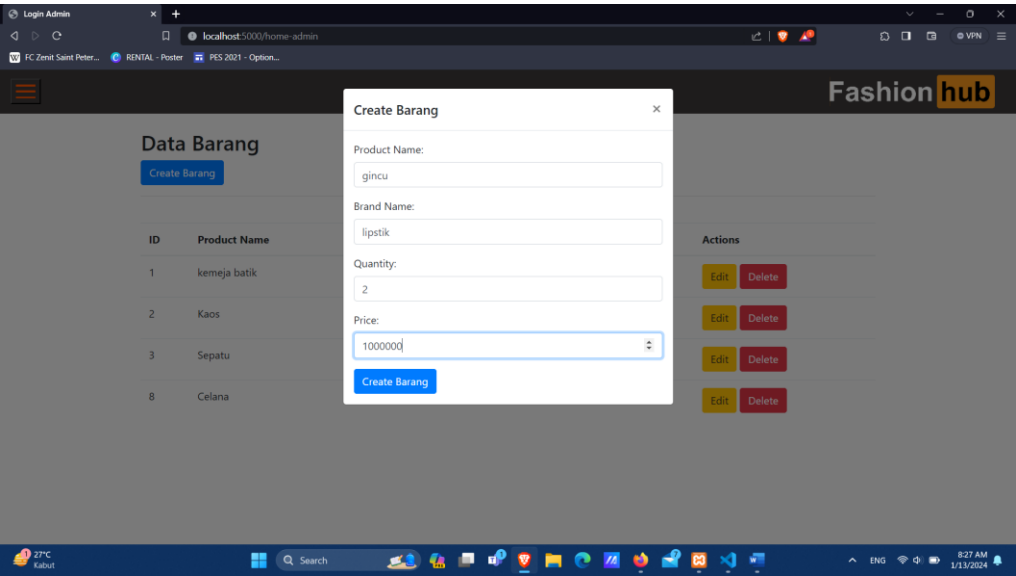 Login Admin
localhost:5000/home-admin
VPN
FC Zenit Saint Peter...
RENTAL - Poster
PES 2021 - Option...
Fashion hub
Data Barang
Create Barang
ID Product Name Actions
1 kemeja batik Edit Delete
2 Kaos Edit Delete
3 Sepatu Edit Delete
8 Celana Edit Delete
Create Barang ×
Product Name:
gincu
Brand Name:
lipstik
Quantity:
2
Price:
1000000
Create Barang
27°C
Kabut
Search
ENG
8:27 AM
1/13/2024